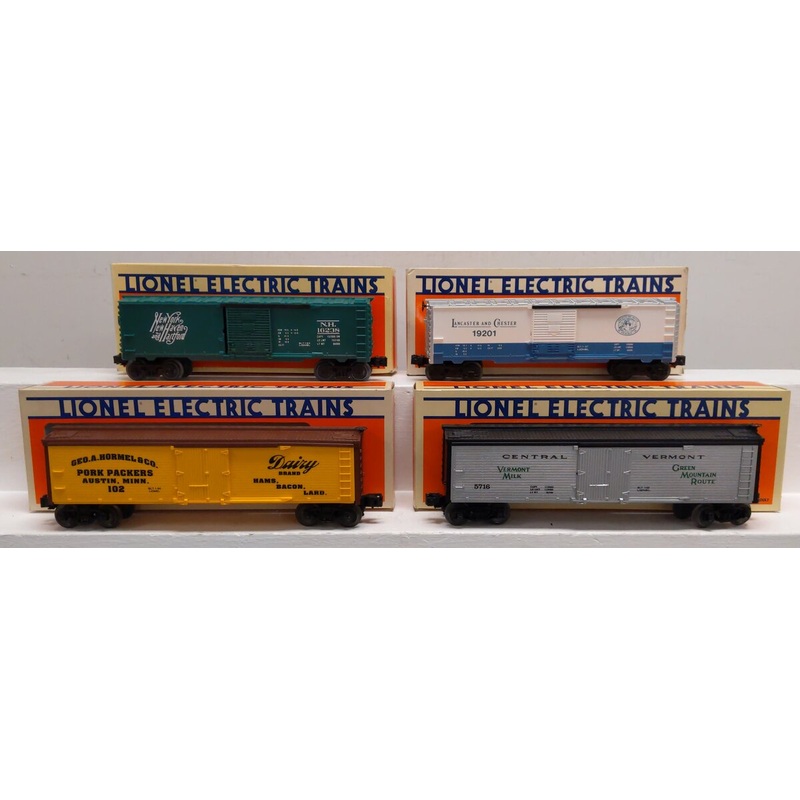 LIONEL ELECTRIC TRAINS
New York
New Haven
and Hartford
N.H.
16238
LIONEL ELECTRIC TRAINS
LANCASTER AND CHESTER
19201
LIONEL ELECTRIC TRAINS
GEO. A. HORMEL & CO.
PORK PACKERS
AUSTIN, MINN.
102
Dairy
BRAND
HAMS,
BACON,
LARD.
LIONEL ELECTRIC TRAINS
CENTRAL VERMONT
VERMONT
MILK
5716
GREEN
MOUNTAIN
ROUTE